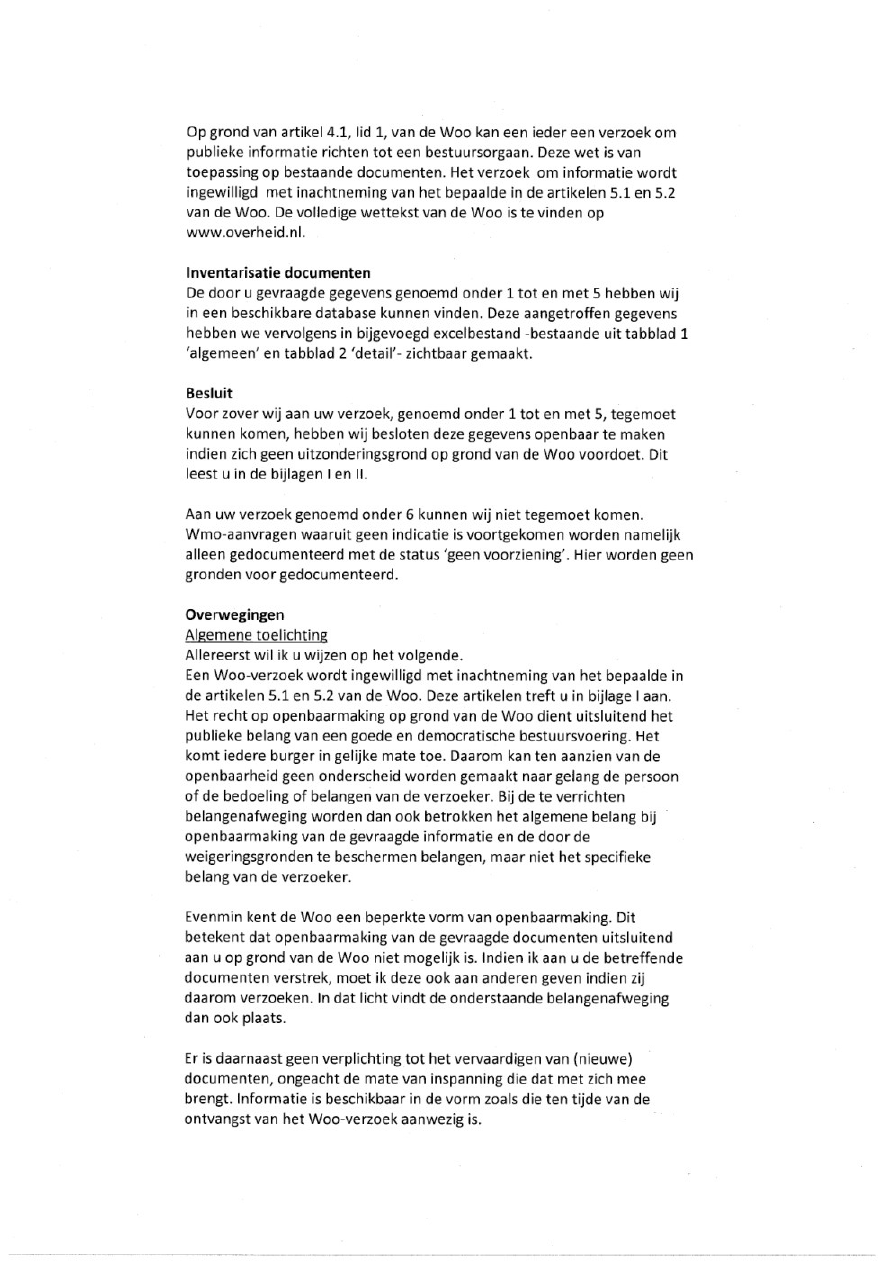 Op grond van artikel 4.1, lid 1, van de Woo kan een ieder een verzoek om
publieke informatie richten tot een bestuursorgaan. Deze wet is van
toepassing op bestaande documenten. Het verzoek om informatie wordt
ingewilligd met inachtneming van het bepaalde in de artikelen 5.1 en 5.2
van de Woo. De volledige wettekst van de Woo is te vinden op
www.overheid.nl.
Inventarisatie documenten
De door u gevraagde gegevens genoemd onder 1 tot en met 5 hebben wij
in een beschikbare database kunnen vinden. Deze aangetroffen gegevens
hebben we vervolgens in bijgevoegd excelbestand -bestaande uit tabblad 1
'algemeen' en tabblad 2 'detail'- zichtbaar gemaakt.
Besluit
Voor zover wij aan uw verzoek, genoemd onder 1 tot en met 5, tegemoet
kunnen komen, hebben wij besloten deze gegevens openbaar te maken
indien zich geen uitzonderingsgrond op grond van de Woo voordoet. Dit
leest u in de bijlagen I en II.
Aan uw verzoek genoemd onder 6 kunnen wij niet tegemoet komen.
Wmo-aanvragen waaruit geen indicatie is voortgekomen worden namelijk
alleen gedocumenteerd met de status 'geen voorziening'. Hier worden geen
gronden voor gedocumenteerd.
Overwegingen
Algemene toelichting
Allereerst wil ik u wijzen op het volgende.
Een Woo-verzoek wordt ingewilligd met inachtneming van het bepaalde in
de artikelen 5.1 en 5.2 van de Woo. Deze artikelen treft u in bijlage I aan.
Het recht op openbaarmaking op grond van de Woo dient uitsluitend het
publieke belang van een goede en democratische bestuursvoering. Het
komt iedere burger in gelijke mate toe. Daarom kan ten aanzien van de
openbaarheid geen onderscheid worden gemaakt naar gelang de persoon
of de bedoeling of belangen van de verzoeker. Bij de te verrichten
belangenafweging worden dan ook betrokken het algemene belang bij
openbaarmaking van de gevraagde informatie en de door de
weigeringsgronden te beschermen belangen, maar niet het specifieke
belang van de verzoeker.
Evenmin kent de Woo een beperkte vorm van openbaarmaking. Dit
betekent dat openbaarmaking van de gevraagde documenten uitsluitend
aan u op grond van de Woo niet mogelijk is. Indien ik aan u de betreffende
documenten verstrek, moet ik deze ook aan anderen geven indien zij
daarom verzoeken. In dat licht vindt de onderstaande belangenafweging
dan ook plaats.
Er is daarnaast geen verplichting tot het vervaardigen van (nieuwe)
documenten, ongeacht de mate van inspanning die dat met zich mee
brengt. Informatie is beschikbaar in de vorm zoals die ten tijde van de
ontvangst van het Woo-verzoek aanwezig is.